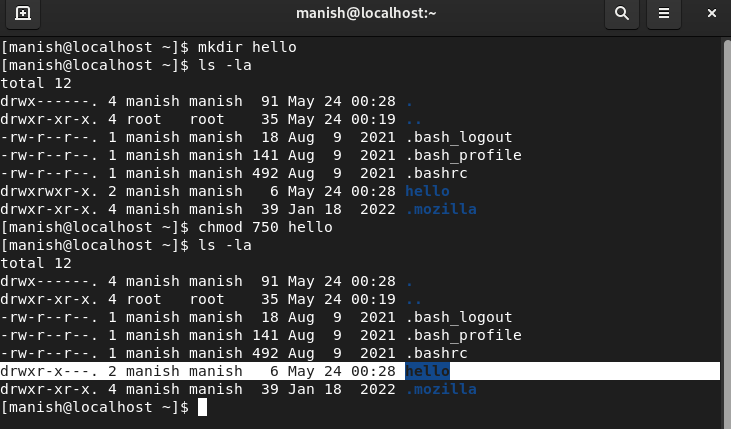 manish@localhost:~
[manish@localhost ~]$ mkdir hello
[manish@localhost ~]$ ls -la
total 12
drwx------. 4 manish manish  91 May 24 00:28 .
drwxr-xr-x. 4 root   root    35 May 24 00:19 ..
-rw-r--r--. 1 manish manish  18 Aug  9  2021 .bash_logout
-rw-r--r--. 1 manish manish 141 Aug  9  2021 .bash_profile
-rw-r--r--. 1 manish manish 492 Aug  9  2021 .bashrc
drwxrwxr-x. 2 manish manish   6 May 24 00:28 hello
drwxr-xr-x. 4 manish manish  39 Jan 18  2022 .mozilla
[manish@localhost ~]$ chmod 750 hello
[manish@localhost ~]$ ls -la
total 12
drwx------. 4 manish manish  91 May 24 00:28 .
drwxr-xr-x. 4 root   root    35 May 24 00:19 ..
-rw-r--r--. 1 manish manish  18 Aug  9  2021 .bash_logout
-rw-r--r--. 1 manish manish 141 Aug  9  2021 .bash_profile
-rw-r--r--. 1 manish manish 492 Aug  9  2021 .bashrc
drwxr-x---. 2 manish manish   6 May 24 00:28 hello
drwxr-xr-x. 4 manish manish  39 Jan 18  2022 .mozilla
[manish@localhost ~]$